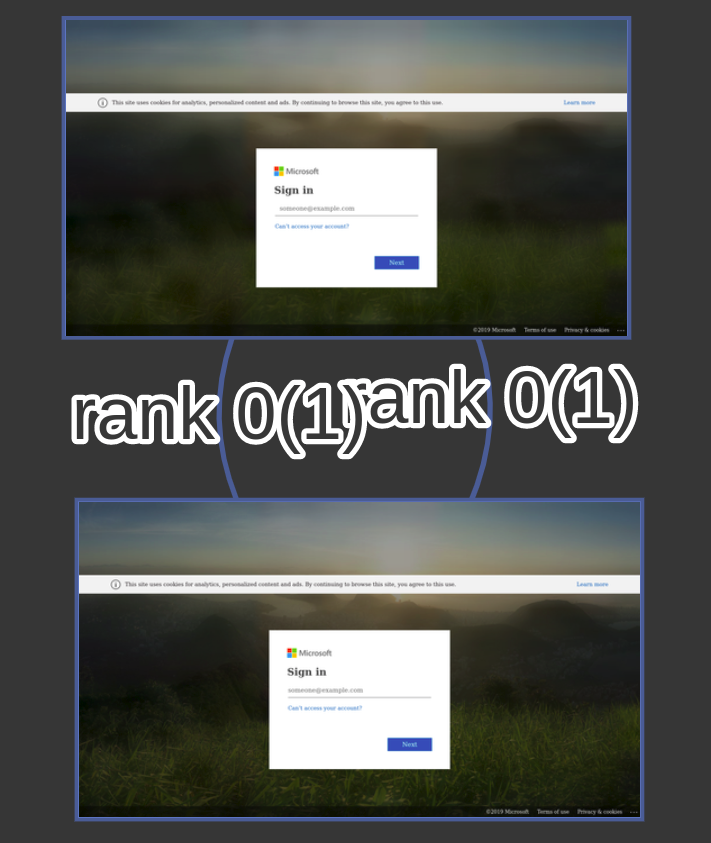 This site uses cookies for analytics, personalized content and ads. By continuing to browse this site, you agree to this use. Learn more
Microsoft
Sign in
someone@example.com
Can't access your account?
Next
©2019 Microsoft Terms of use Privacy & cookies ...
rank 0(1)
rank 0(1)
This site uses cookies for analytics, personalized content and ads. By continuing to browse this site, you agree to this use. Learn more
Microsoft
Sign in
someone@example.com
Can't access your account?
Next
©2019 Microsoft Terms of use Privacy & cookies ...